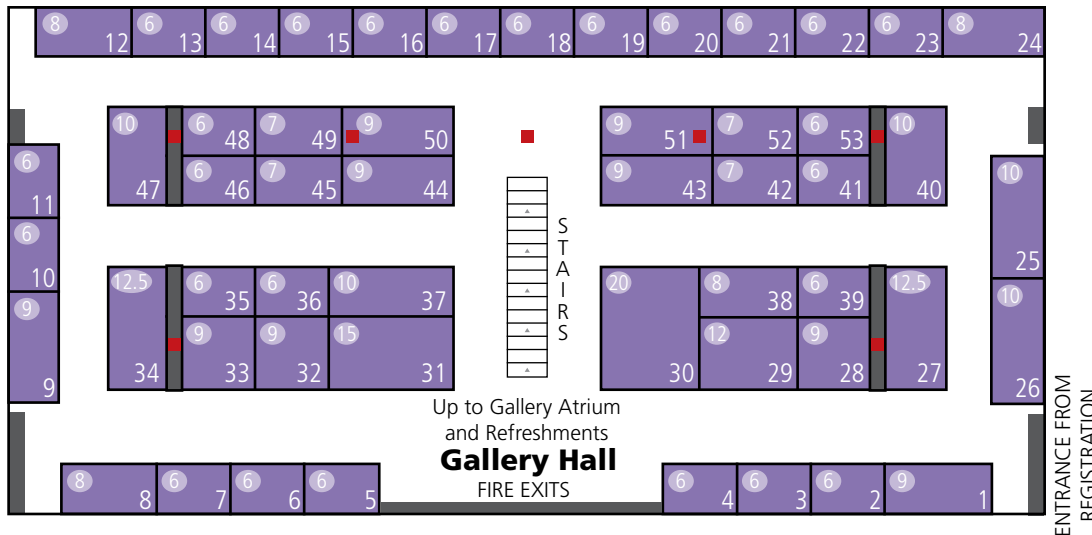 8 12 6 13 6 14 6 15 6 16 6 17 6 18 6 19 6 20 6 21 6 22 6 23 8 24
10 47 6 48 7 49 9 50 9 51 7 52 6 53 10 40
6 46 7 45 9 44 9 43 7 42 6 41
6 11
6 10
9 9
10 25
10 26
S
T
A
I
R
S
12.5 34 6 35 6 36 10 37 20 30 8 38 6 39 12.5 27
9 33 9 32 15 31 12 29 9 28
Up to Gallery Atrium
and Refreshments
Gallery Hall
FIRE EXITS
8 8 6 7 6 6 6 5 6 4 6 3 6 2 9 1
ENTRANCE FROM
REGISTRATION